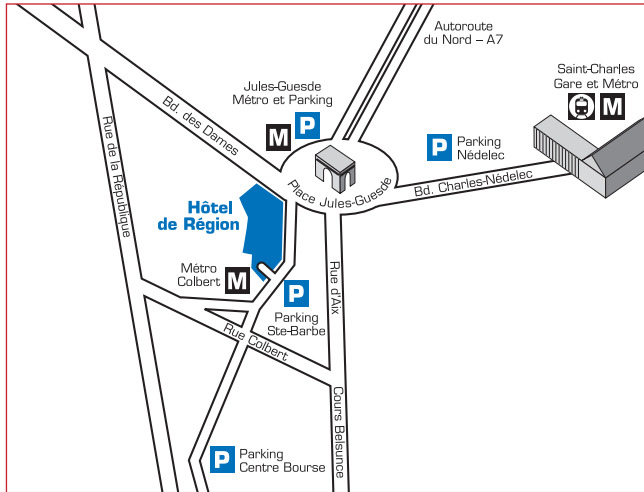 Autoroute
du Nord – A7
Saint-Charles
Gare et Métro
M
Jules-Guesde
Métro et Parking
M
P
P
Parking
Nédelec
Bd. des Dames
Rue de la République
Place Jules-Guesde
Bd. Charles-Nédelec
Hôtel
de Région
Métro
Colbert
M
P
Parking
Ste-Barbe
Rue d'Aix
Rue Colbert
Cours Belsunce
P
Parking
Centre Bourse